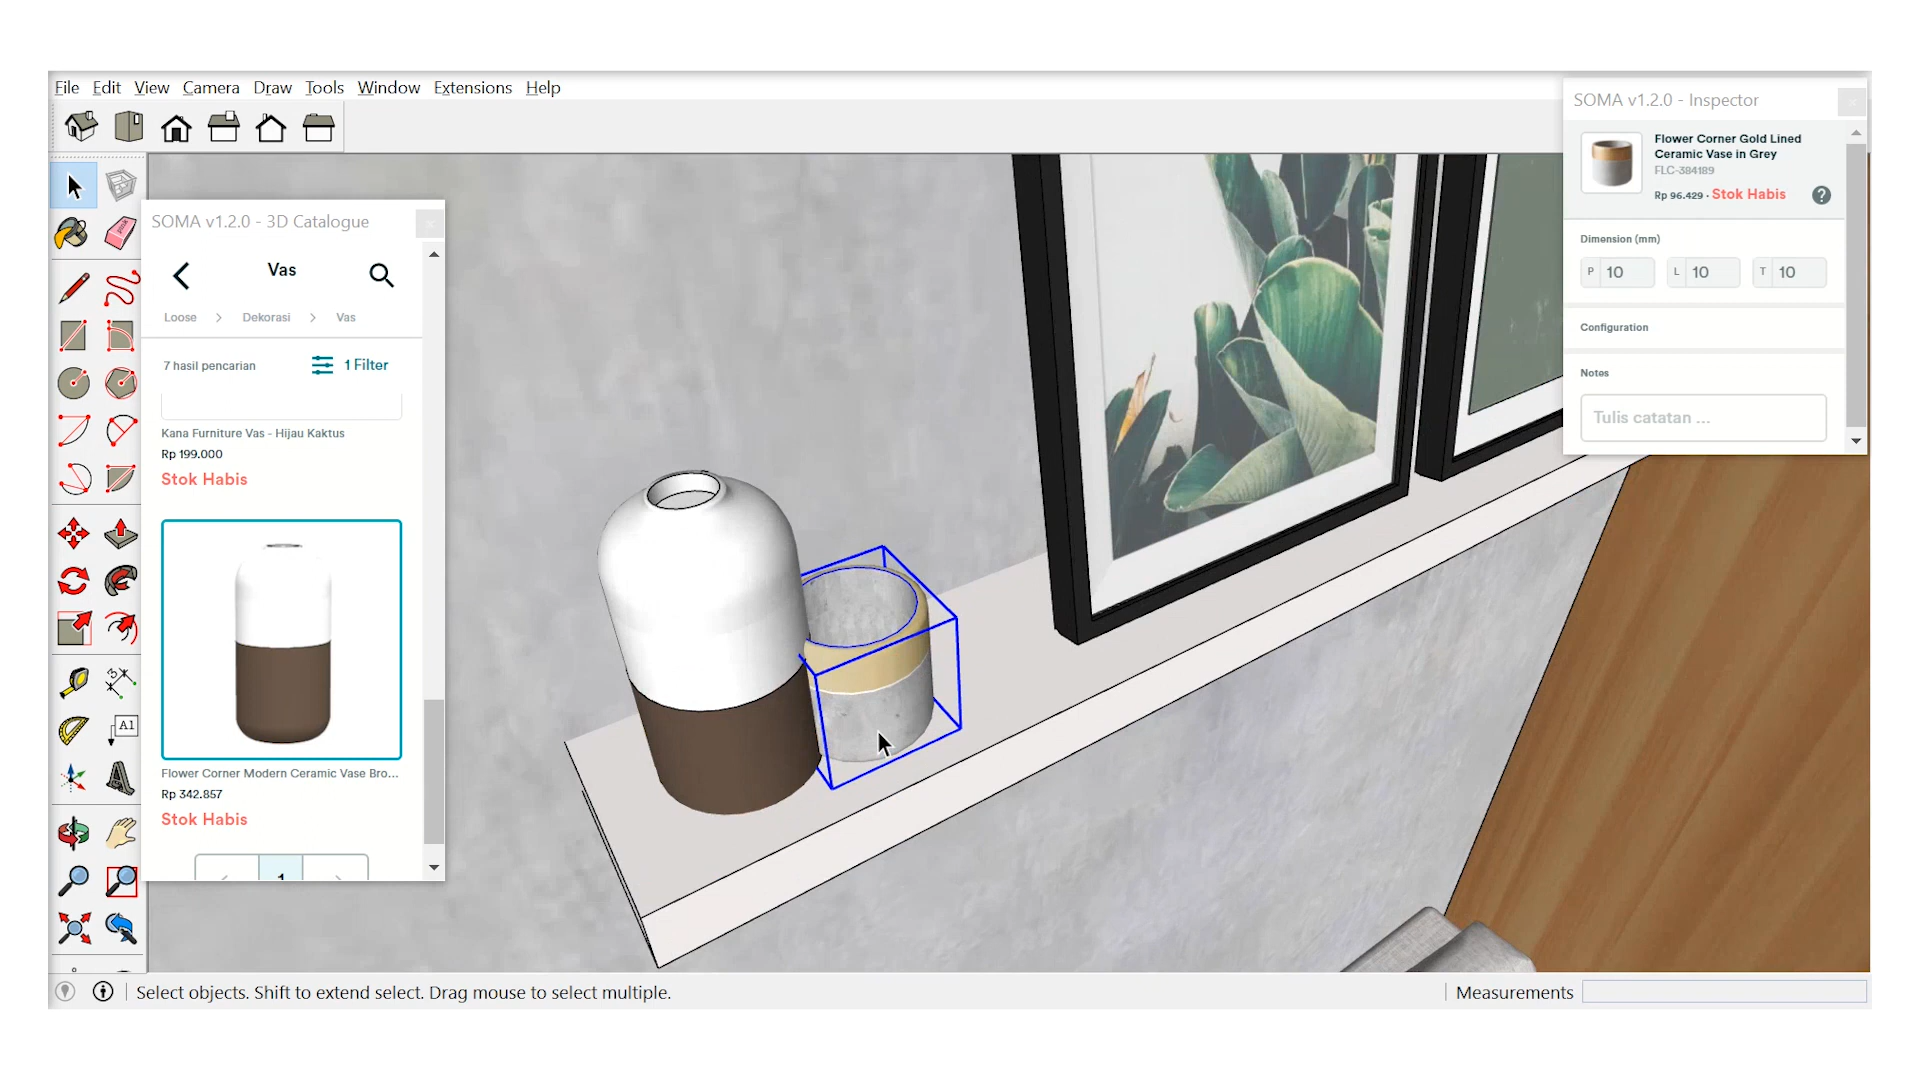 File Edit View Camera Draw Tools Window Extensions Help
SOMA v1.2.0 - Inspector
Flower Corner Gold Lined
Ceramic Vase in Grey
FLC-384189
Rp 96.429 · Stok Habis ?
Dimension (mm)
P 10 L 10 T 10
Configuration
Notes
Tulis catatan ...
SOMA v1.2.0 - 3D Catalogue
Vas
Loose > Dekorasi > Vas
7 hasil pencarian 1 Filter
Kana Furniture Vas - Hijau Kaktus
Rp 199.000
Stok Habis
Flower Corner Modern Ceramic Vase Bro...
Rp 342.857
Stok Habis
1
A1
Select objects. Shift to extend select. Drag mouse to select multiple.
Measurements